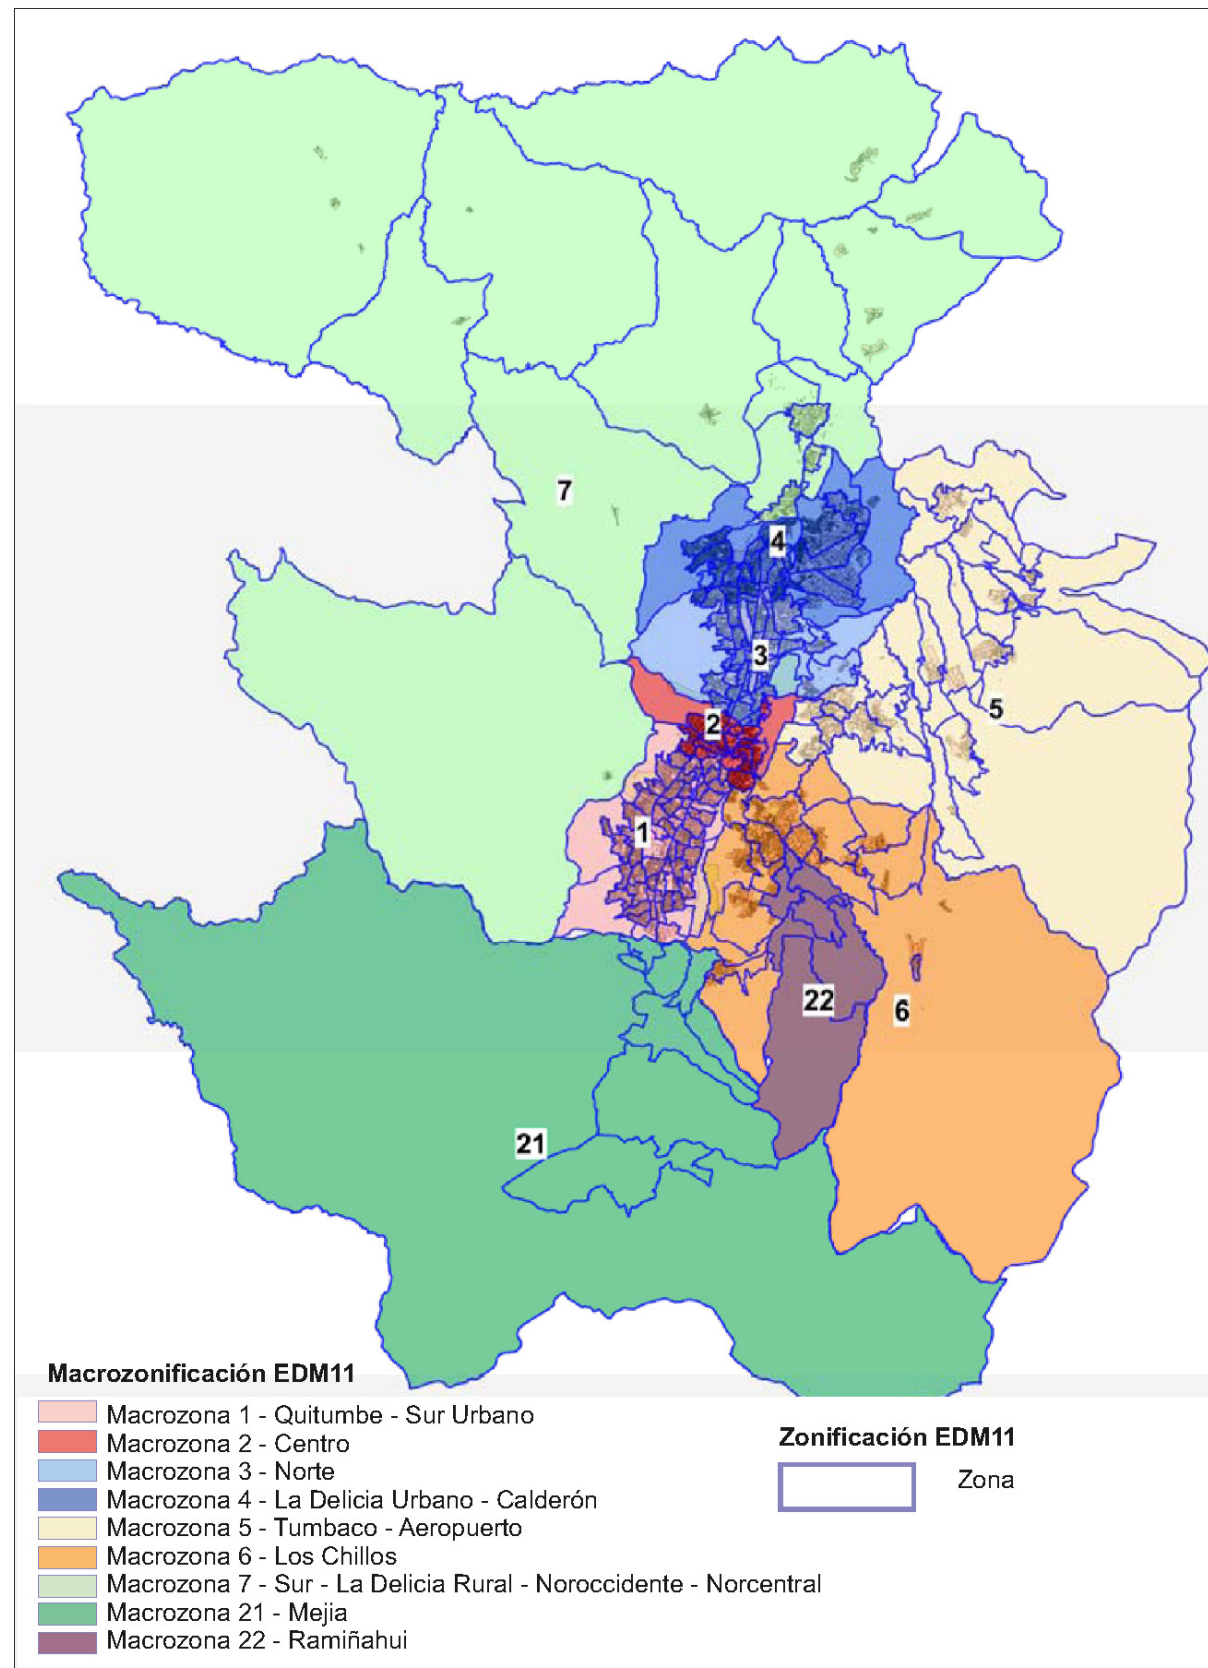 7
4
3
5
2
1
22
6
21
Macrozonificación EDM11
Macrozona 1 - Quitumbe - Sur Urbano
Macrozona 2 - Centro
Macrozona 3 - Norte
Macrozona 4 - La Delicia Urbano - Calderón
Macrozona 5 - Tumbaco - Aeropuerto
Macrozona 6 - Los Chillos
Macrozona 7 - Sur - La Delicia Rural - Noroccidente - Norcentral
Macrozona 21 - Mejia
Macrozona 22 - Ramiñahui
Zonificación EDM11
Zona